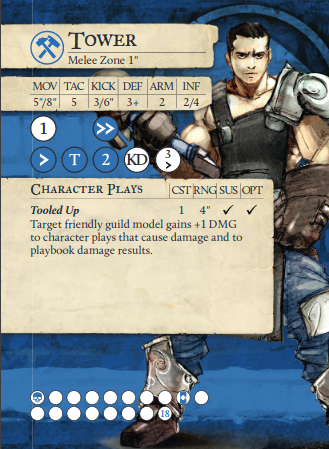 TOWER
Melee Zone 1"
MOV TAC KICK DEF ARM INF
5"/8" 5 3/6" 3+ 2 2/4
1 >>
> T 2 KD 3 >
CHARACTER PLAYS CST RNG SUS OPT
Tooled Up 1 4" ✓ ✓
Target friendly guild model gains +1 DMG
to character plays that cause damage and to
playbook damage results.
18